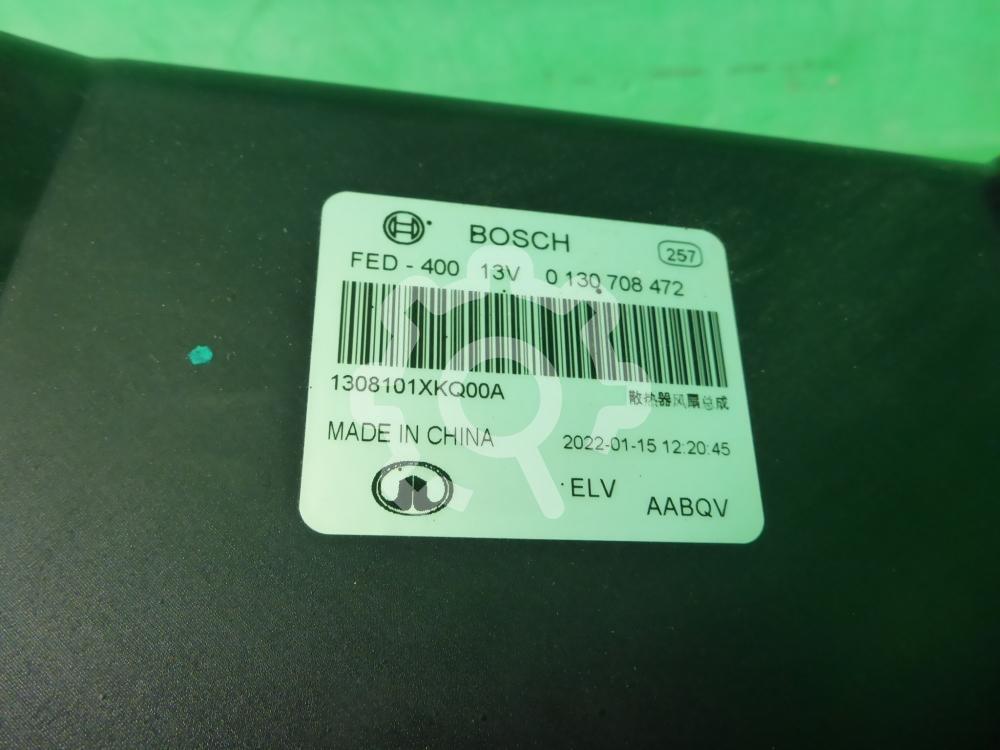 BOSCH
257
FED - 400 13V 0 130 708 472
1308101XKQ00A
散热器风扇总成
MADE IN CHINA
2022-01-15 12:20:45
ELV
AABQV